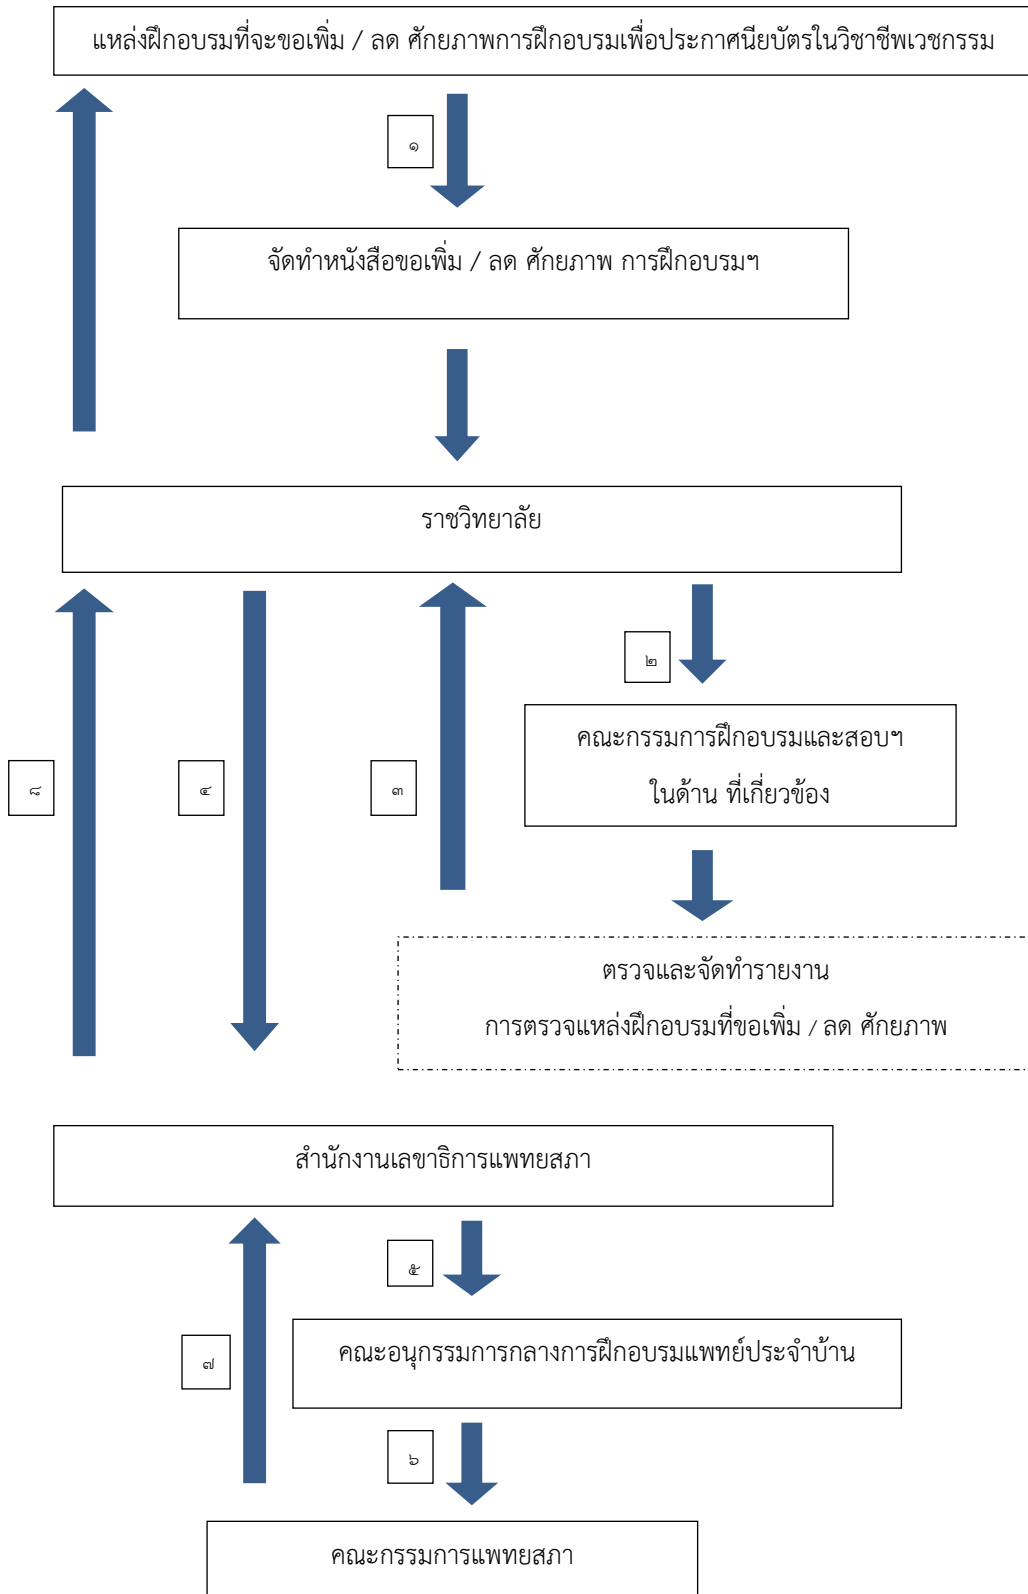 แหล่งฝึกอบรมที่จะขอเพิ่ม / ลด ศักยภาพการฝึกอบรมเพื่อประกาศนียบัตรในวิชาชีพเวชกรรม
๑
จัดทำหนังสือขอเพิ่ม / ลด ศักยภาพ การฝึกอบรมฯ
ราชวิทยาลัย
๒
คณะกรรมการฝึกอบรมและสอบฯ
ในด้าน ที่เกี่ยวข้อง
๘
๔
๓
ตรวจและจัดทำรายงาน
การตรวจแหล่งฝึกอบรมที่ขอเพิ่ม / ลด ศักยภาพ
สำนักงานเลขาธิการแพทยสภา
๕
คณะอนุกรรมการกลางการฝึกอบรมแพทย์ประจำบ้าน
๗
๖
คณะกรรมการแพทยสภา